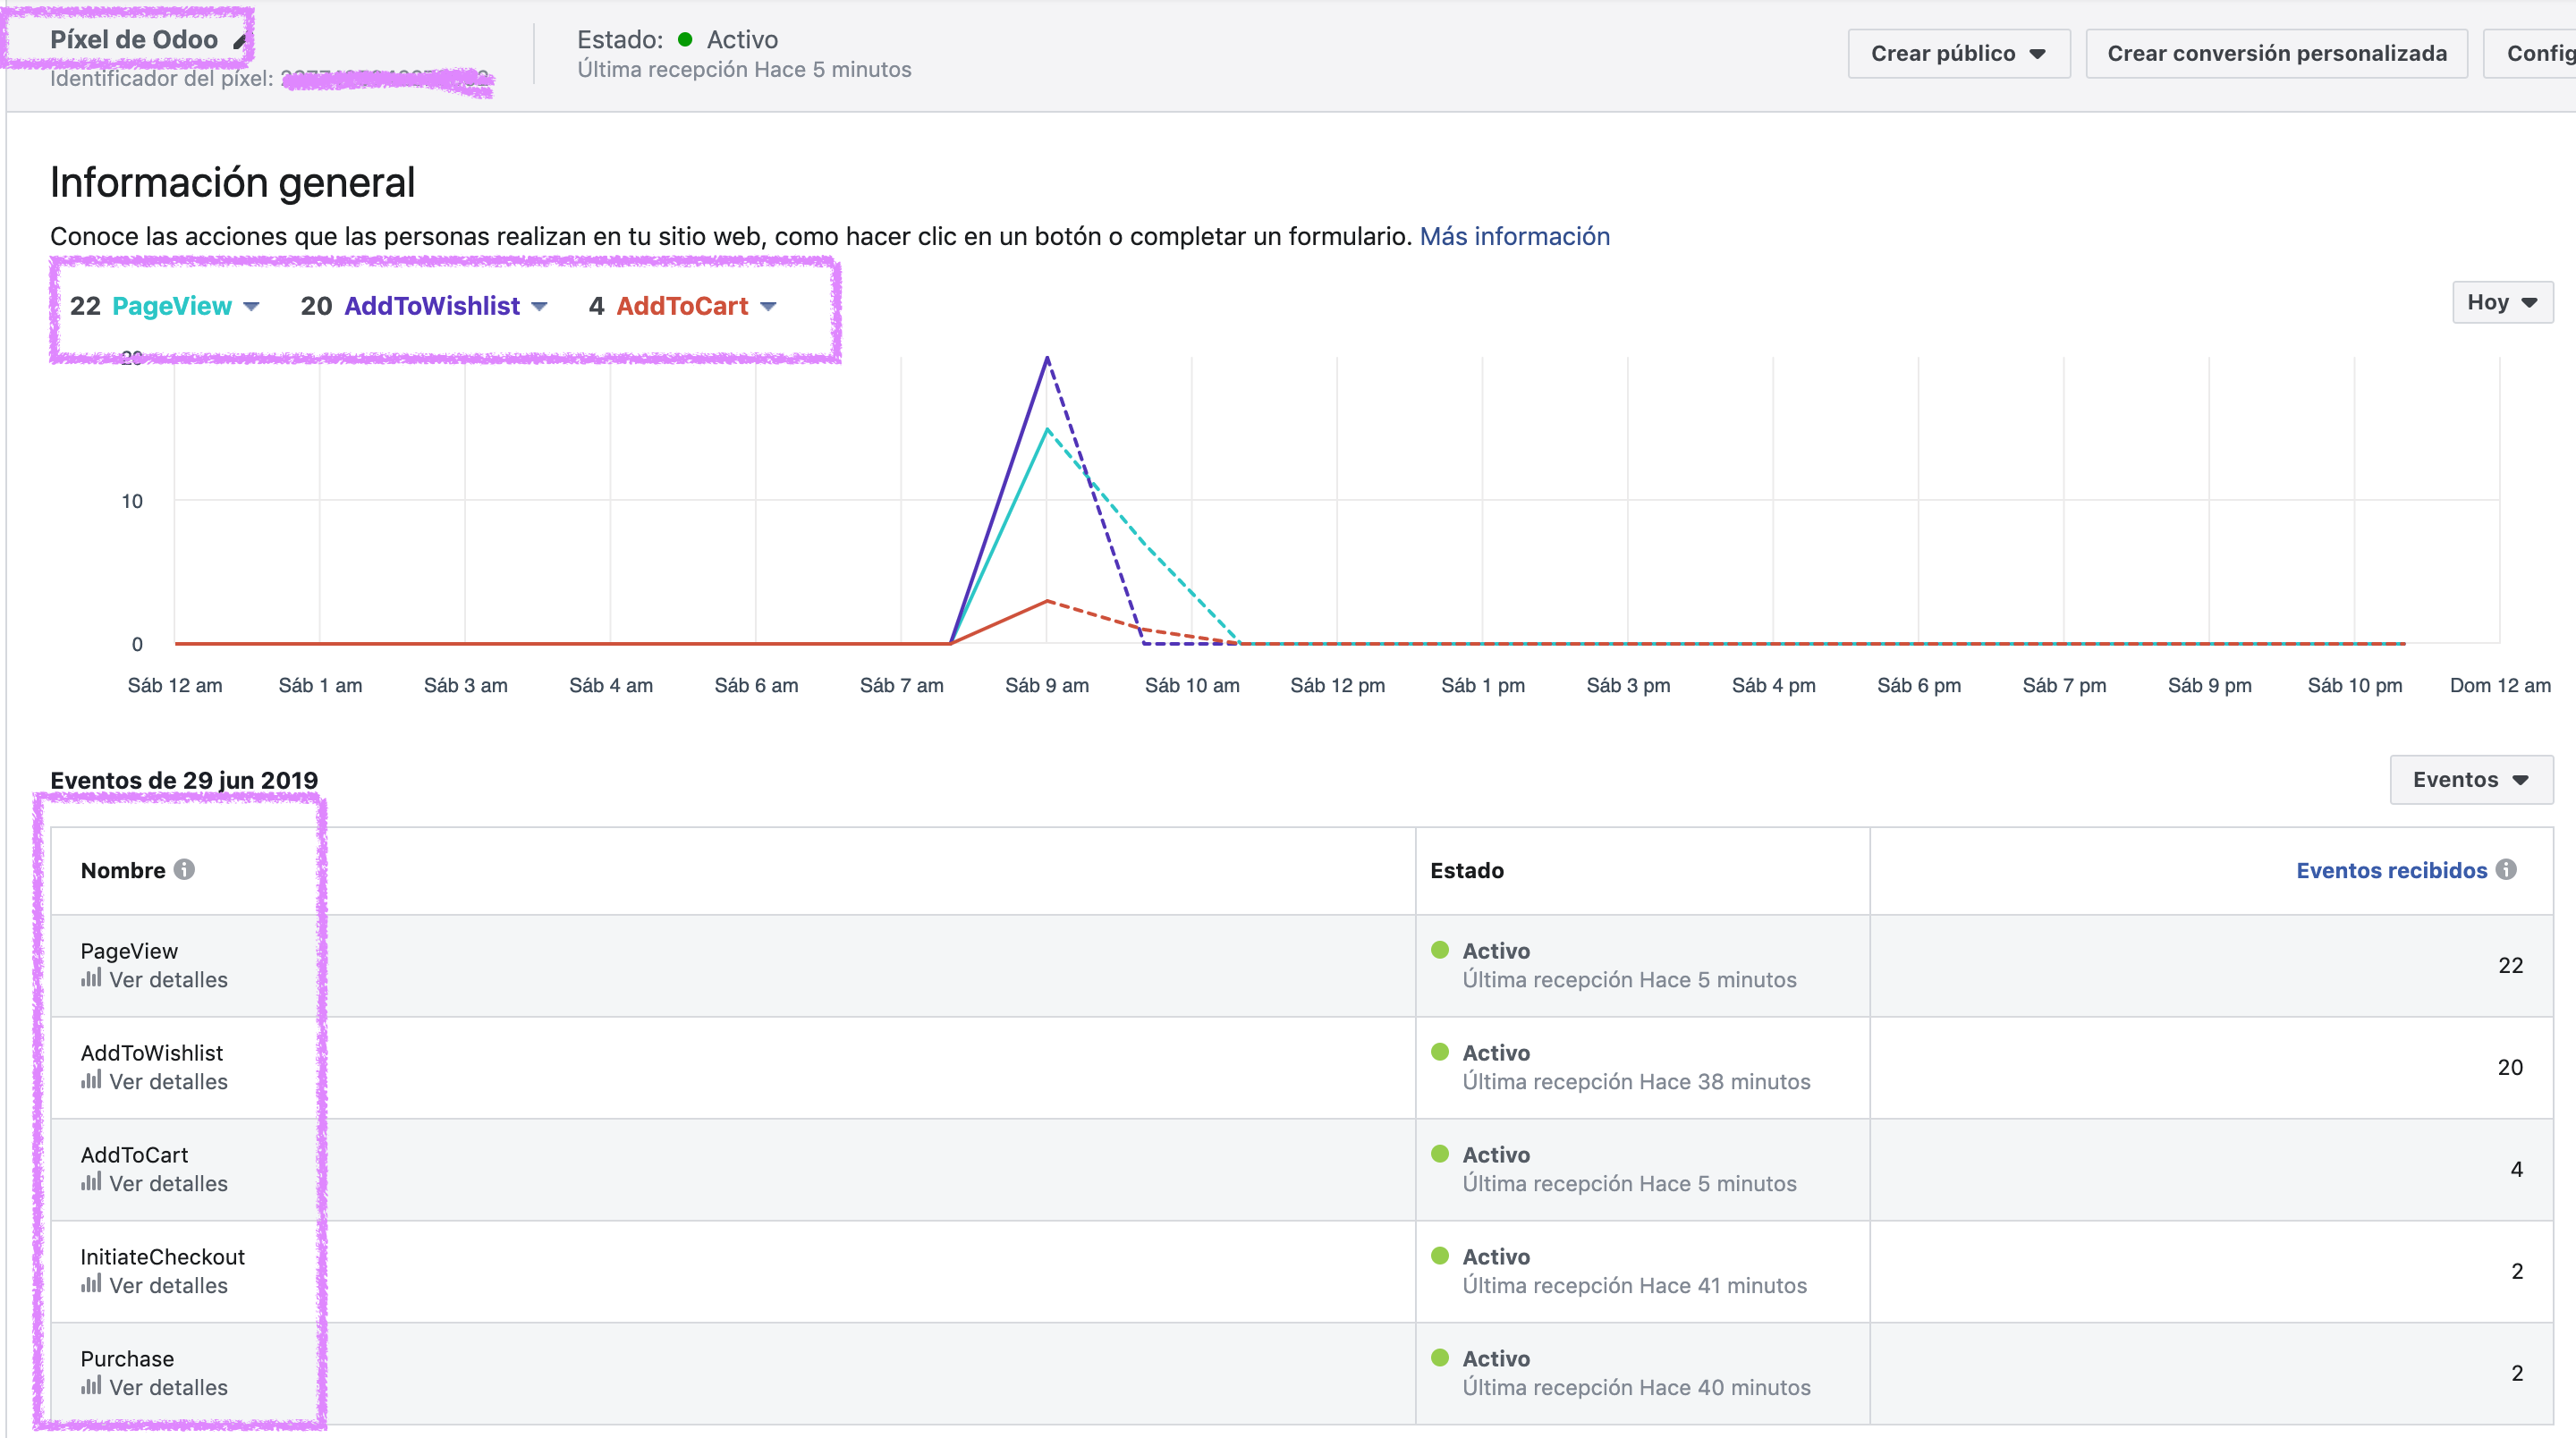 Píxel de Odoo
Estado: Activo
Crear público
Crear conversión personalizada
Config
Identificador del píxel:
Última recepción Hace 5 minutos
Información general
Conoce las acciones que las personas realizan en tu sitio web, como hacer clic en un botón o completar un formulario. Más información
22 PageView 20 AddToWishlist 4 AddToCart
Hoy
20
10
0
Sáb 12 am Sáb 1 am Sáb 3 am Sáb 4 am Sáb 6 am Sáb 7 am Sáb 9 am Sáb 10 am Sáb 12 pm Sáb 1 pm Sáb 3 pm Sáb 4 pm Sáb 6 pm Sáb 7 pm Sáb 9 pm Sáb 10 pm Dom 12 am
Eventos de 29 jun 2019
Eventos
Nombre Estado Eventos recibidos
PageView Activo
Ver detalles Última recepción Hace 5 minutos 22
AddToWishlist Activo
Ver detalles Última recepción Hace 38 minutos 20
AddToCart Activo
Ver detalles Última recepción Hace 5 minutos 4
InitiateCheckout Activo
Ver detalles Última recepción Hace 41 minutos 2
Purchase Activo
Ver detalles Última recepción Hace 40 minutos 2